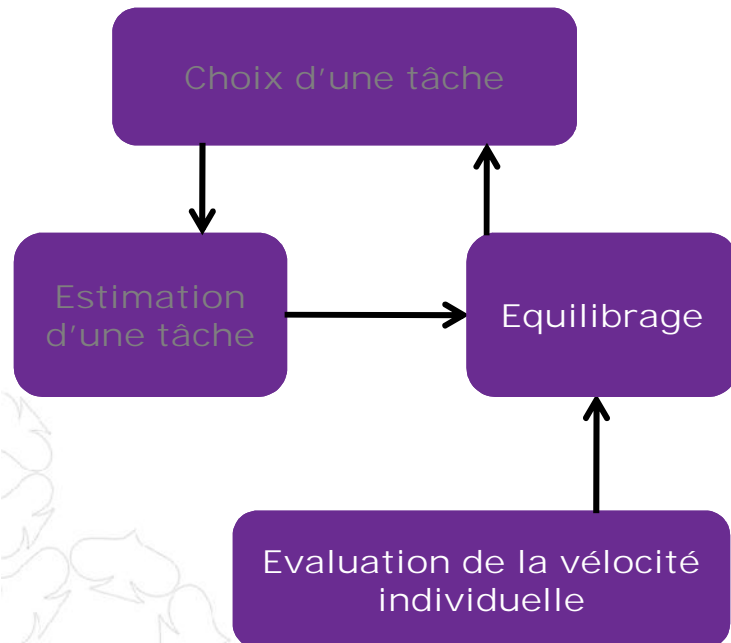 Choix d'une tâche
Estimation
d'une tâche
Equilibrage
Evaluation de la vélocité
individuelle